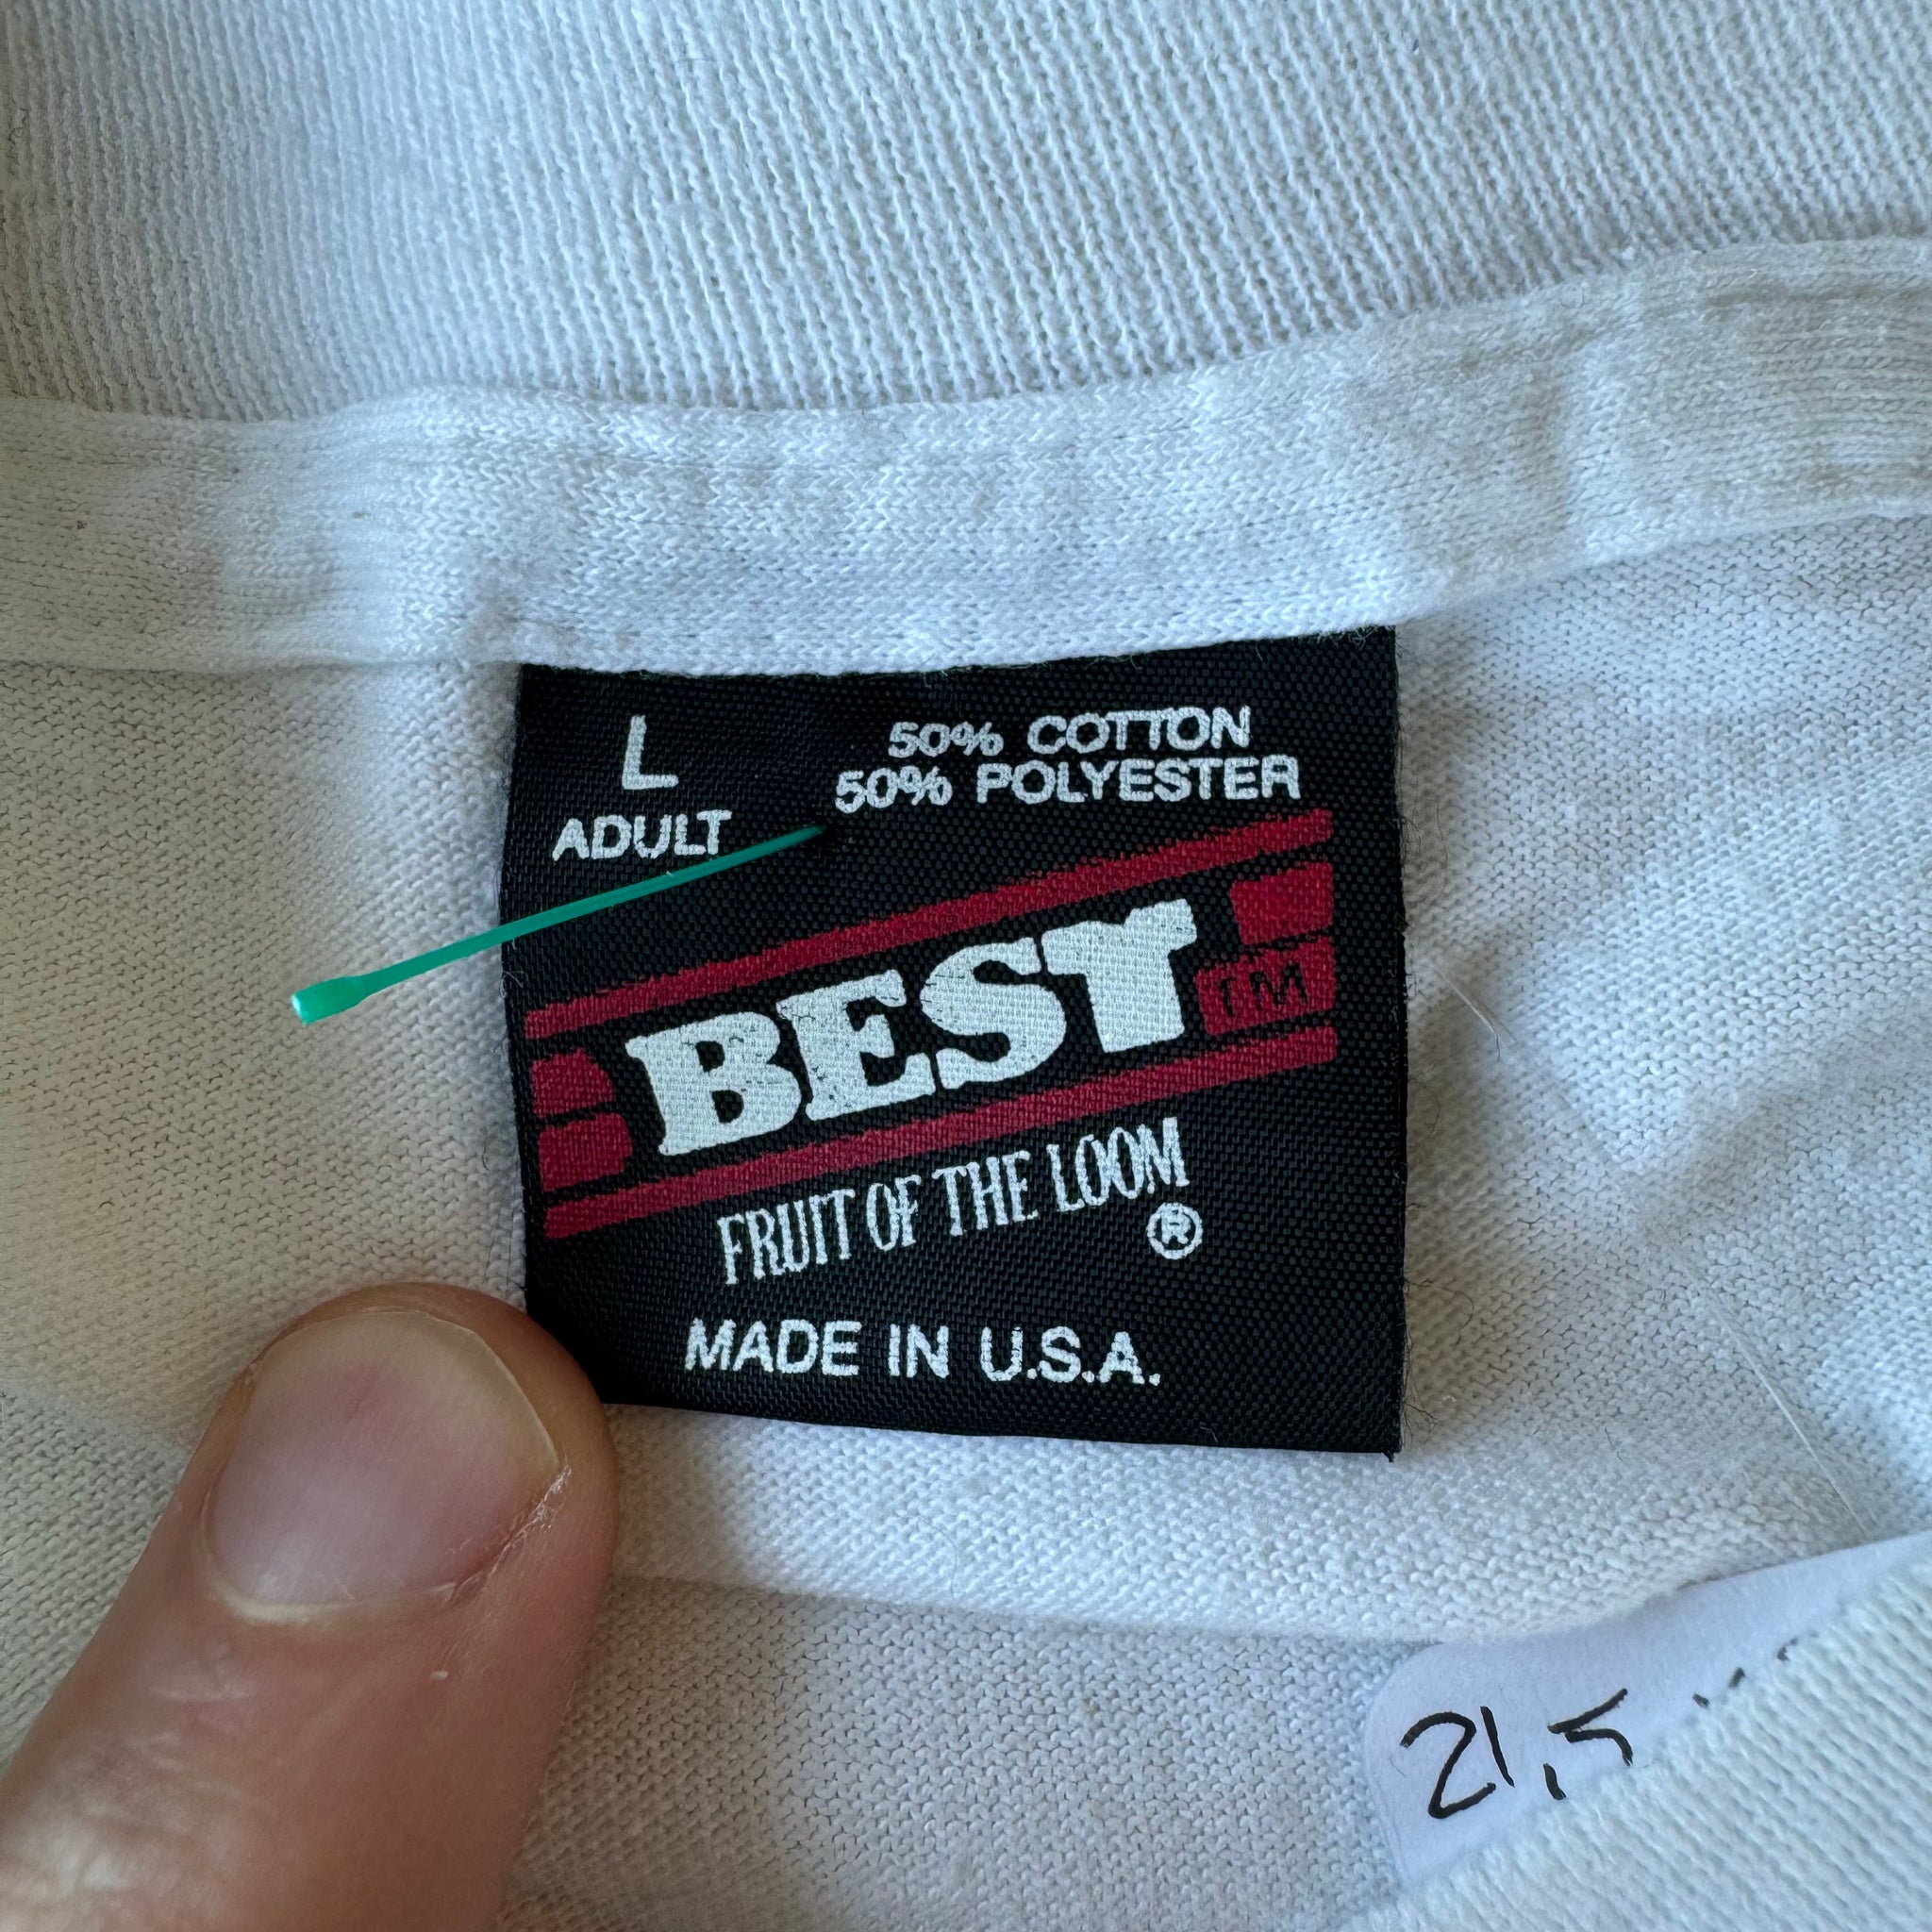 L
ADULT
50% COTTON
50% POLYESTER
BEST
TM
FRUIT OF THE LOOM
®
MADE IN U.S.A.
21,5